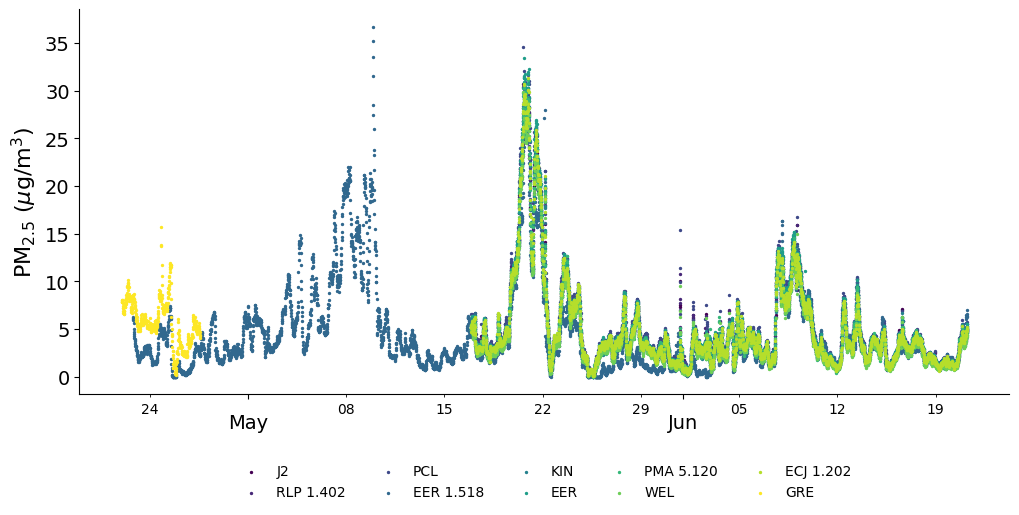 35
30
25
20
15
10
5
0
PM2.5 (μg/m3)
24 08 15 22 29 05 12 19
May Jun
J2 PCL KIN PMA 5.120 ECJ 1.202
RLP 1.402 EER 1.518 EER WEL GRE